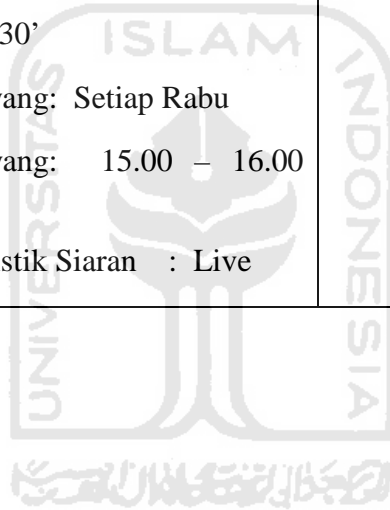 30’
ISLAM
yang: Setiap Rabu
yang: 15.00 – 16.00
stik Siaran : Live
UNIVERSITAS
INDONESIA